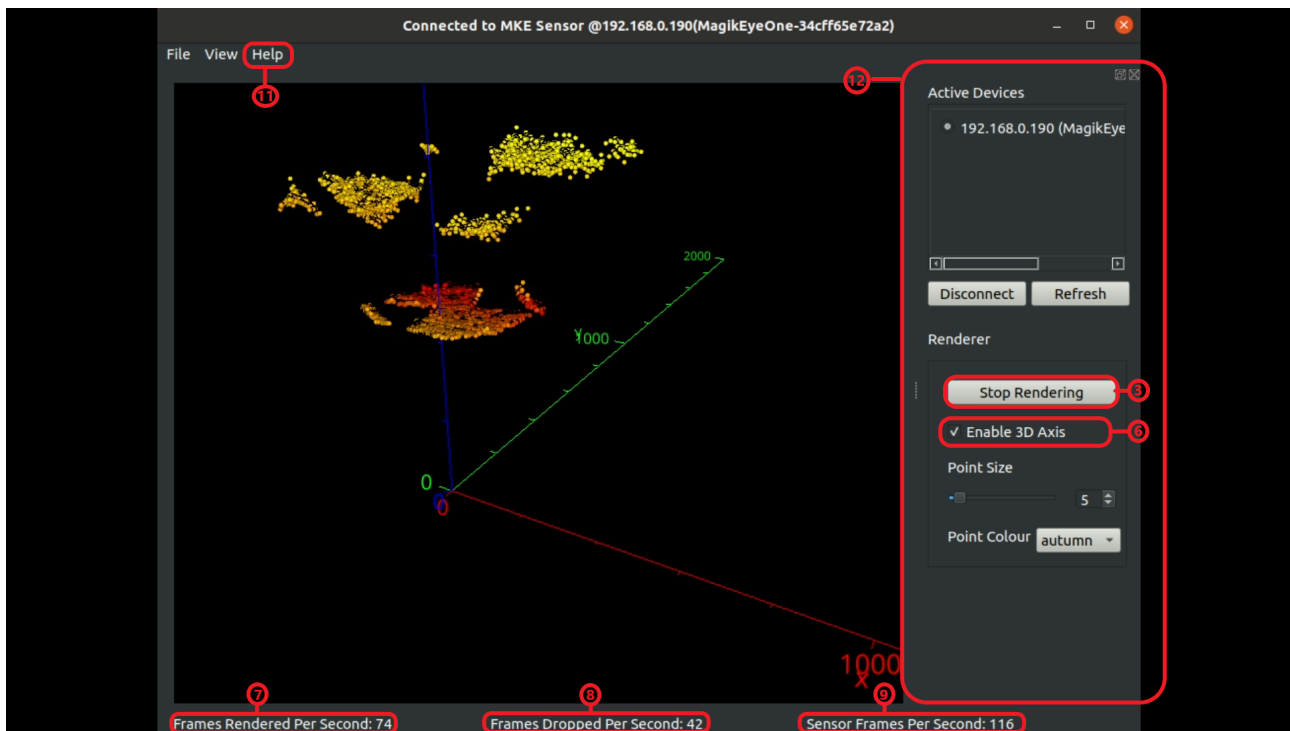 Connected to MKE Sensor @192.168.0.190(MagikEyeOne-34cff65e72a2)
File View Help
11
12
Active Devices
192.168.0.190 (MagikEye
Disconnect Refresh
Renderer
Stop Rendering
3
Enable 3D Axis
6
Point Size
5
Point Colour autumn
2000
Y
1000
0
0
0
1000
X
7
8
9
Frames Rendered Per Second: 74
Frames Dropped Per Second: 42
Sensor Frames Per Second: 116